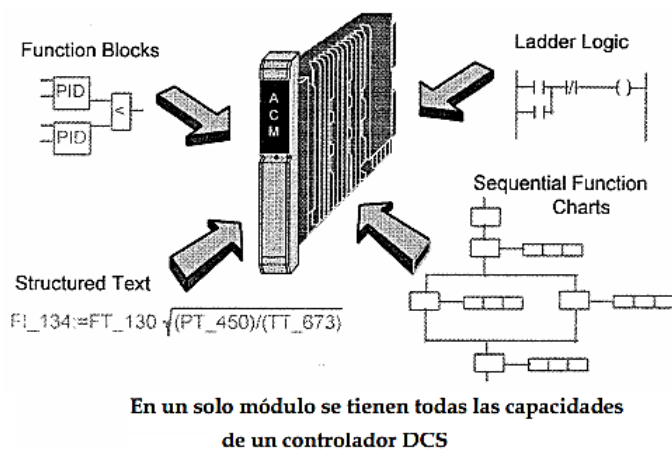 Function Blocks
PID
PID
<
A
C
M
Ladder Logic
Sequential Function
Charts
Structured Text
FI_134:=FT_130 √(PT_450)/(TT_673)
En un solo módulo se tienen todas las capacidades
de un controlador DCS